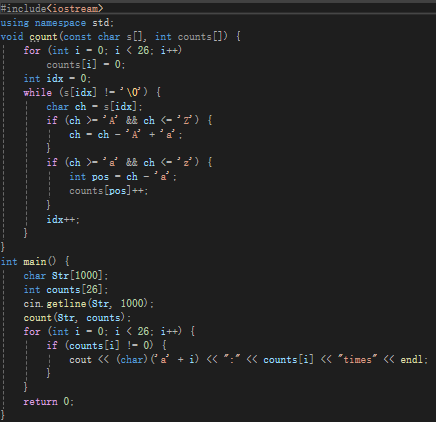 #include<iostream>
using namespace std;
void count(const char s[], int counts[]) {
    for (int i = 0; i < 26; i++)
        counts[i] = 0;
    int idx = 0;
    while (s[idx] != '\0') {
        char ch = s[idx];
        if (ch >= 'A' && ch <= 'Z') {
            ch = ch - 'A' + 'a';
        }
        if (ch >= 'a' && ch <= 'z') {
            int pos = ch - 'a';
            counts[pos]++;
        }
        idx++;
    }
}
int main() {
    char Str[1000];
    int counts[26];
    cin.getline(Str, 1000);
    count(Str, counts);
    for (int i = 0; i < 26; i++) {
        if (counts[i] != 0) {
            cout << (char)('a' + i) << ":" << counts[i] << "times" << endl;
        }
    }
    return 0;
}